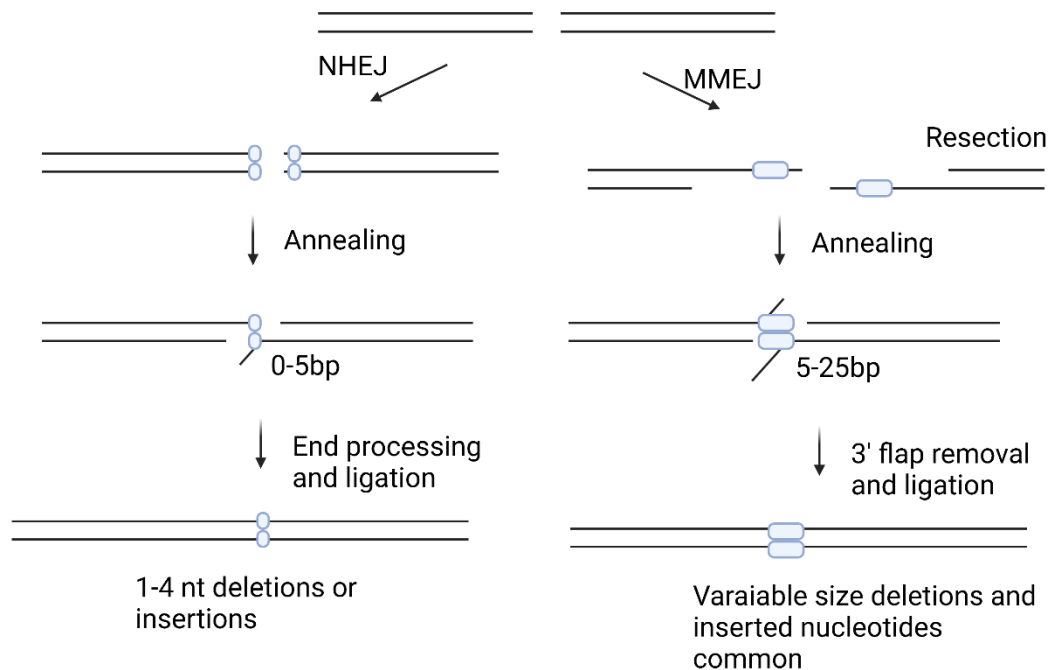 NHEJ
MMEJ
Resection
Annealing
Annealing
0-5bp
5-25bp
End processing
and ligation
3' flap removal
and ligation
1-4 nt deletions or
insertions
Varaiable size deletions and
inserted nucleotides
common